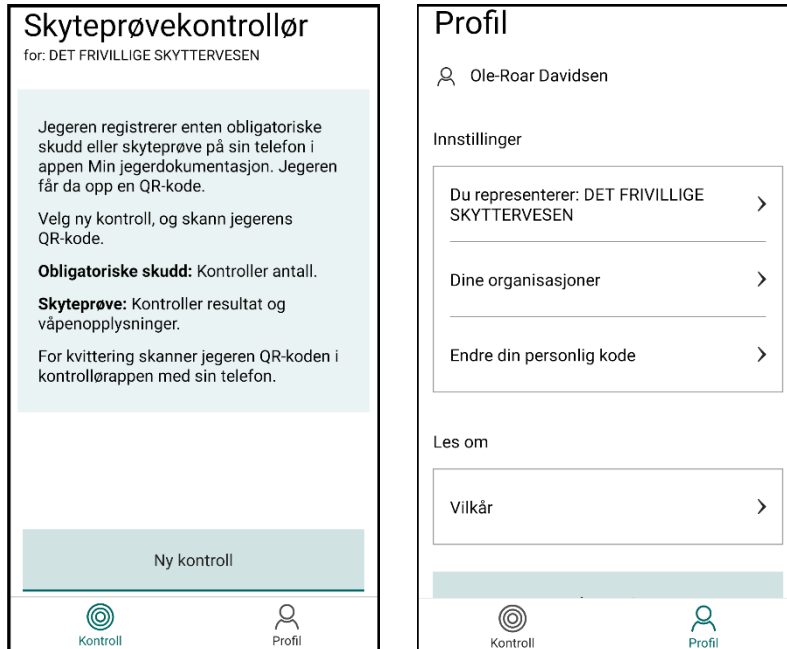 Skyteprøvekontrollør
for: DET FRIVILLIGE SKYTTERVESEN
Jegeren registrerer enten obligatoriske
skudd eller skyteprøve på sin telefon i
appen Min jegerdokumentasjon. Jegeren
får da opp en QR-kode.
Velg ny kontroll, og skann jegerens
QR-kode.
Obligatoriske skudd: Kontroller antall.
Skyteprøve: Kontroller resultat og
våpenopplysninger.
For kvittering skanner jegeren QR-koden i
kontrollørappen med sin telefon.
Ny kontroll
Kontroll
Profil
Profil
Ole-Roar Davidsen
Innstillinger
Du representerer: DET FRIVILLIGE
SKYTTERVESEN
Dine organisasjoner
Endre din personlig kode
Les om
Vilkår
Kontroll
Profil